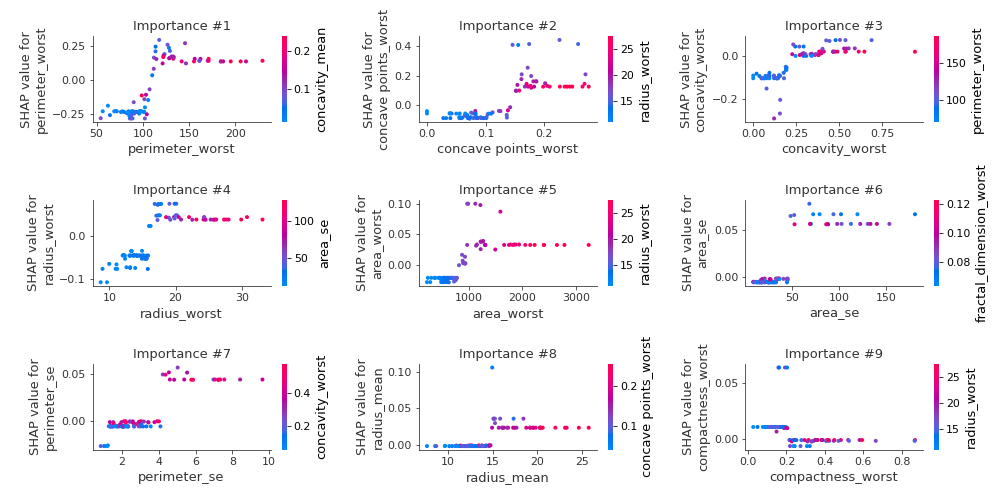 Importance #1
SHAP value for
perimeter_worst
0.25
0.00
−0.25
50
100
150
200
perimeter_worst
0.2
0.1
concavity_mean
Importance #2
SHAP value for
concave points_worst
0.4
0.2
0.0
0.0
0.1
0.2
concave points_worst
25
20
15
radius_worst
Importance #3
SHAP value for
concavity_worst
0.0
−0.2
0.00
0.25
0.50
0.75
concavity_worst
150
100
perimeter_worst
Importance #4
SHAP value for
radius_worst
0.0
−0.1
10
20
30
radius_worst
100
50
area_se
Importance #5
SHAP value for
area_worst
0.10
0.05
0.00
1000
2000
3000
area_worst
25
20
15
radius_worst
Importance #6
SHAP value for
area_se
0.05
0.00
50
100
150
area_se
0.12
0.10
0.08
fractal_dimension_worst
Importance #7
SHAP value for
perimeter_se
0.05
0.00
2
4
6
8
10
perimeter_se
0.4
0.2
concavity_worst
Importance #8
SHAP value for
radius_mean
0.10
0.05
0.00
10
15
20
25
radius_mean
0.2
0.1
concave points_worst
Importance #9
SHAP value for
compactness_worst
0.05
0.00
0.0
0.2
0.4
0.6
0.8
compactness_worst
25
20
15
radius_worst